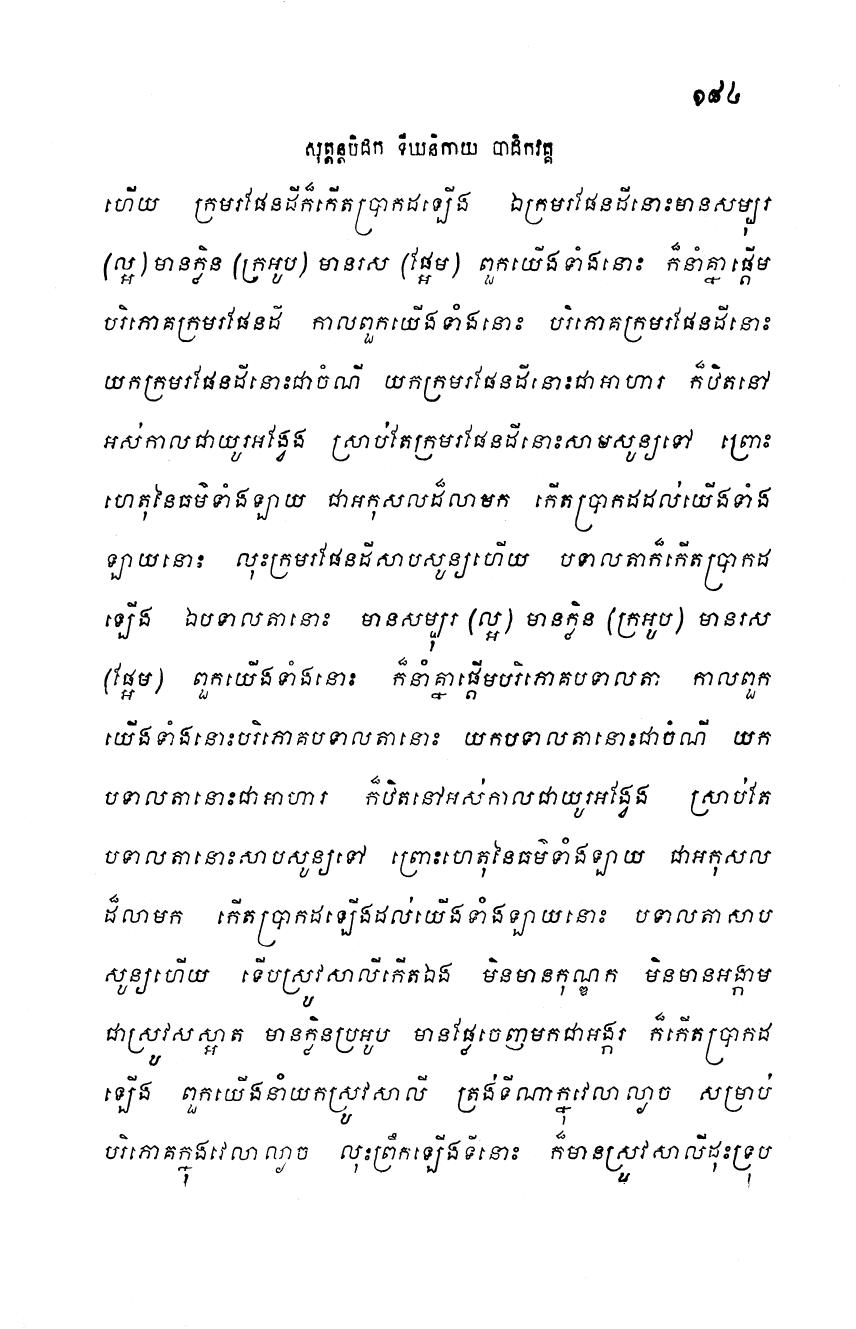 ១៩៤
សុត្តន្តបិដក ទីឃនិកាយ បាដិកវគ្គ
ហើយ ក្រមរផែនដីក៏កើតប្រាកដឡើង ឯក្រមរផែនដីនោះមានសម្បុរ
(ល្អ) មានក្លិន (ក្រអូប) មានរស (ផ្អែម) ពួកយើងទាំងនោះ ក៏នាំគ្នាផ្តើម
បរិភោគក្រមរផែនដី កាលពួកយើងទាំងនោះ បរិភោគក្រមរផែនដីនោះ
យកក្រមរផែនដីនោះជាចំណី យកក្រមរផែនដីនោះជាអាហារ ក៏ឋិតនៅ
អស់កាលជាយូរអង្វែង ស្រាប់តែក្រមរផែនដីនោះសាបសូន្យទៅ ព្រោះ
ហេតុនៃធម៌ទាំងឡាយ ជាអកុសលដ៏លាមក កើតប្រាកដដល់យើងទាំង
ឡាយនោះ លុះក្រមរផែនដីសាបសូន្យហើយ បទាលតាក៏កើតប្រាកដ
ឡើង ឯបទាលតានោះ មានសម្បុរ (ល្អ) មានក្លិន (ក្រអូប) មានរស
(ផ្អែម) ពួកយើងទាំងនោះ ក៏នាំគ្នាផ្តើមបរិភោគបទាលតា កាលពួក
យើងទាំងនោះបរិភោគបទាលតានោះ យកបទាលតានោះជាចំណី យក
បទាលតានោះជាអាហារ ក៏ឋិតនៅអស់កាលជាយូរអង្វែង ស្រាប់តែ
បទាលតានោះសាបសូន្យទៅ ព្រោះហេតុនៃធម៌ទាំងឡាយ ជាអកុសល
ដ៏លាមក កើតប្រាកដឡើងដល់យើងទាំងឡាយនោះ បទាលតាសាប
សូន្យហើយ ទើបស្រូវសាលីកើតឯង មិនមានកុណ្ឌក មិនមានអង្កាម
ជាស្រូវសស្អាត មានក្លិនប្រអូប មានផ្លែចេញមកជាអង្ករ ក៏កើតប្រាកដ
ឡើង ពួកយើងនាំយកស្រូវសាលី ត្រង់ទីណាក្នុងវេលាល្ងាច សម្រាប់
បរិភោគក្នុងវេលាល្ងាច លុះព្រឹកឡើងទីនោះ ក៏មានស្រូវសាលីដុះទ្រុប